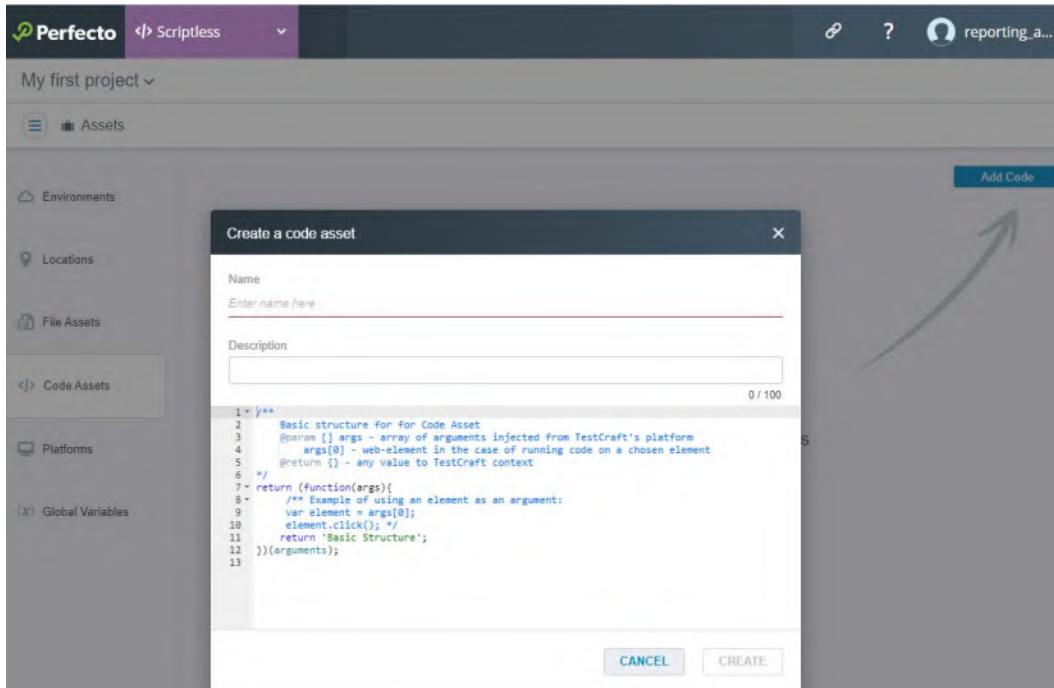 Perfecto </> Scriptless ? reporting_a...
My first project
Assets
Add Code
Environments
Locations
File Assets
</> Code Assets
Platforms
(x) Global Variables
Create a code asset ×
Name
Enter name here
Description
0 / 100
1 /**
2 Basic structure for for Code Asset
3 @param [] args - array of arguments injected from TestCraft's platform
4 args[0] - web-element in the case of running code on a chosen element
5 @return {} - any value to TestCraft context
6 */
7 return (function(args){
8 /** Example of using an element as an argument:
9 var element = args[0];
10 element.click(); */
11 return 'Basic Structure';
12 })(arguments);
13
CANCEL CREATE